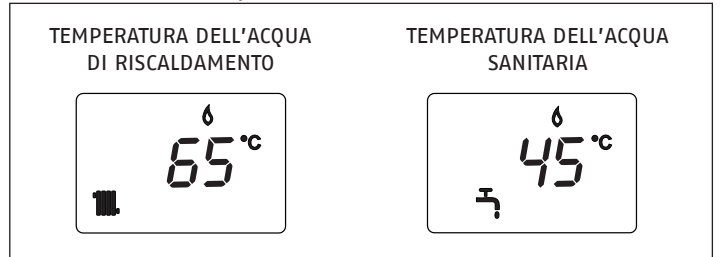 TEMPERATURA DELL'ACQUA
DI RISCALDAMENTO
65 °C
TEMPERATURA DELL'ACQUA
SANITARIA
45 °C